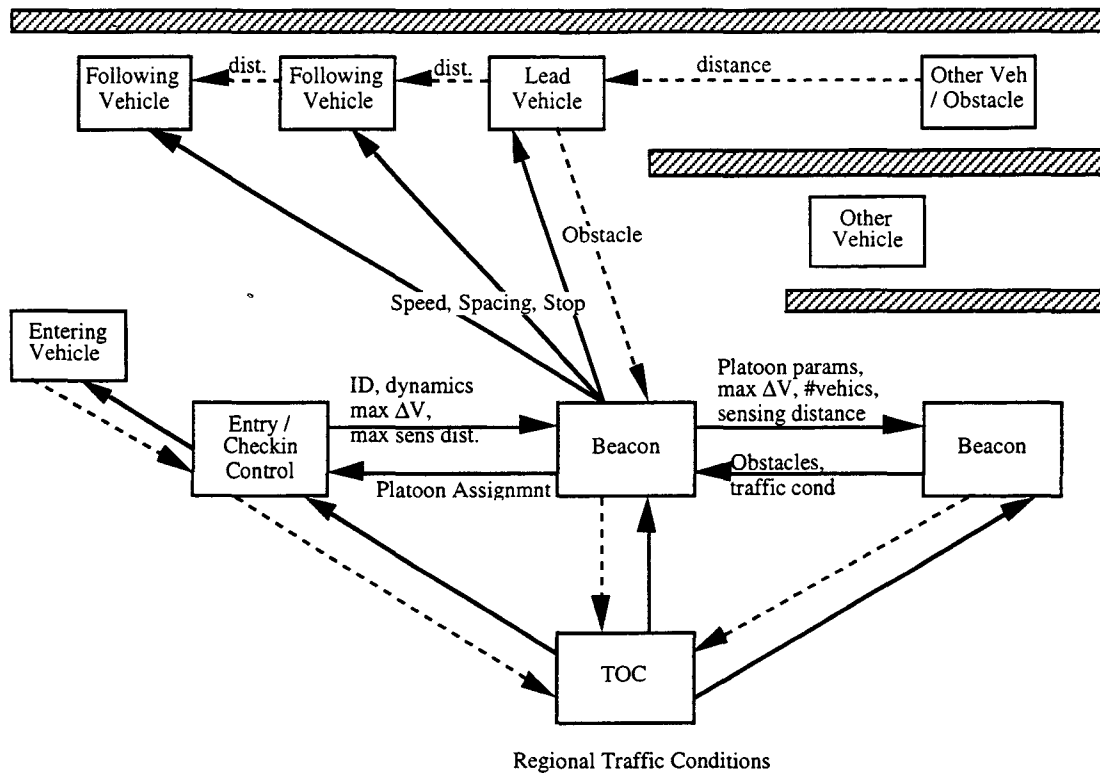 Following
Vehicle
dist.
Following
Vehicle
dist.
Lead
Vehicle
distance
Other Veh
/ Obstacle
Other
Vehicle
Obstacle
Speed, Spacing, Stop
Entering
Vehicle
ID, dynamics
max ΔV,
max sens dist.
Platoon params,
max ΔV, #vehics,
sensing distance
Entry /
Checkin
Control
Beacon
Beacon
Platoon Assignmnt
Obstacles,
traffic cond
TOC
Regional Traffic Conditions